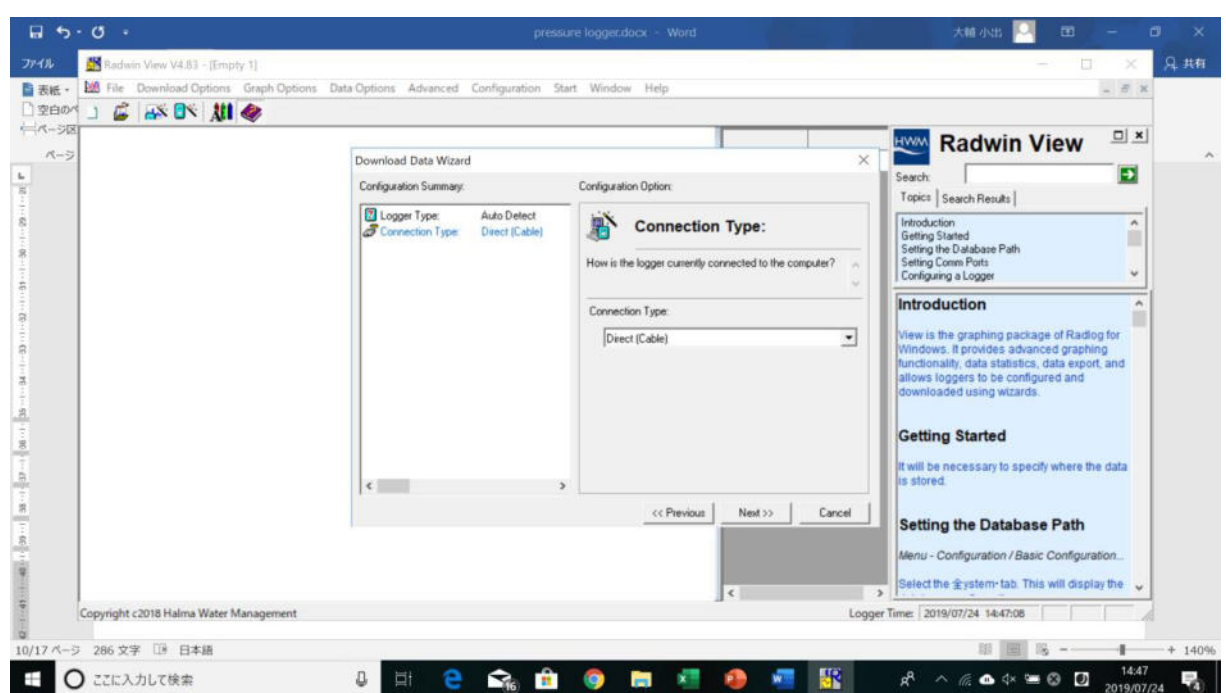 pressure logger.docx - Word
大輔 小出
ファイル
共有
Radwin View V4.83 - [Empty 1]
表紙
File Download Options Graph Options Data Options Advanced Configuration Start Window Help
空白の
ページ区
ページ
Download Data Wizard
Configuration Summary:
Logger Type: Auto Detect
Connection Type: Direct (Cable)
Configuration Option:
Connection Type:
How is the logger currently connected to the computer?
Connection Type:
Direct (Cable)
<< Previous
Next >>
Cancel
HWM
Radwin View
Search:
Topics
Search Results
Introduction
Getting Started
Setting the Database Path
Setting Comm Ports
Configuring a Logger
Introduction
View is the graphing package of Radlog for
Windows. It provides advanced graphing
functionality, data statistics, data export, and
allows loggers to be configured and
downloaded using wizards.
Getting Started
It will be necessary to specify where the data
is stored.
Setting the Database Path
Menu - Configuration / Basic Configuration...
Select the 全ystem・tab. This will display the
Copyright c2018 Halma Water Management
Logger Time: 2019/07/24 14:47:08
10/17 ページ 286 文字 日本語
140%
ここに入力して検索
16
14:47
2019/07/24
4